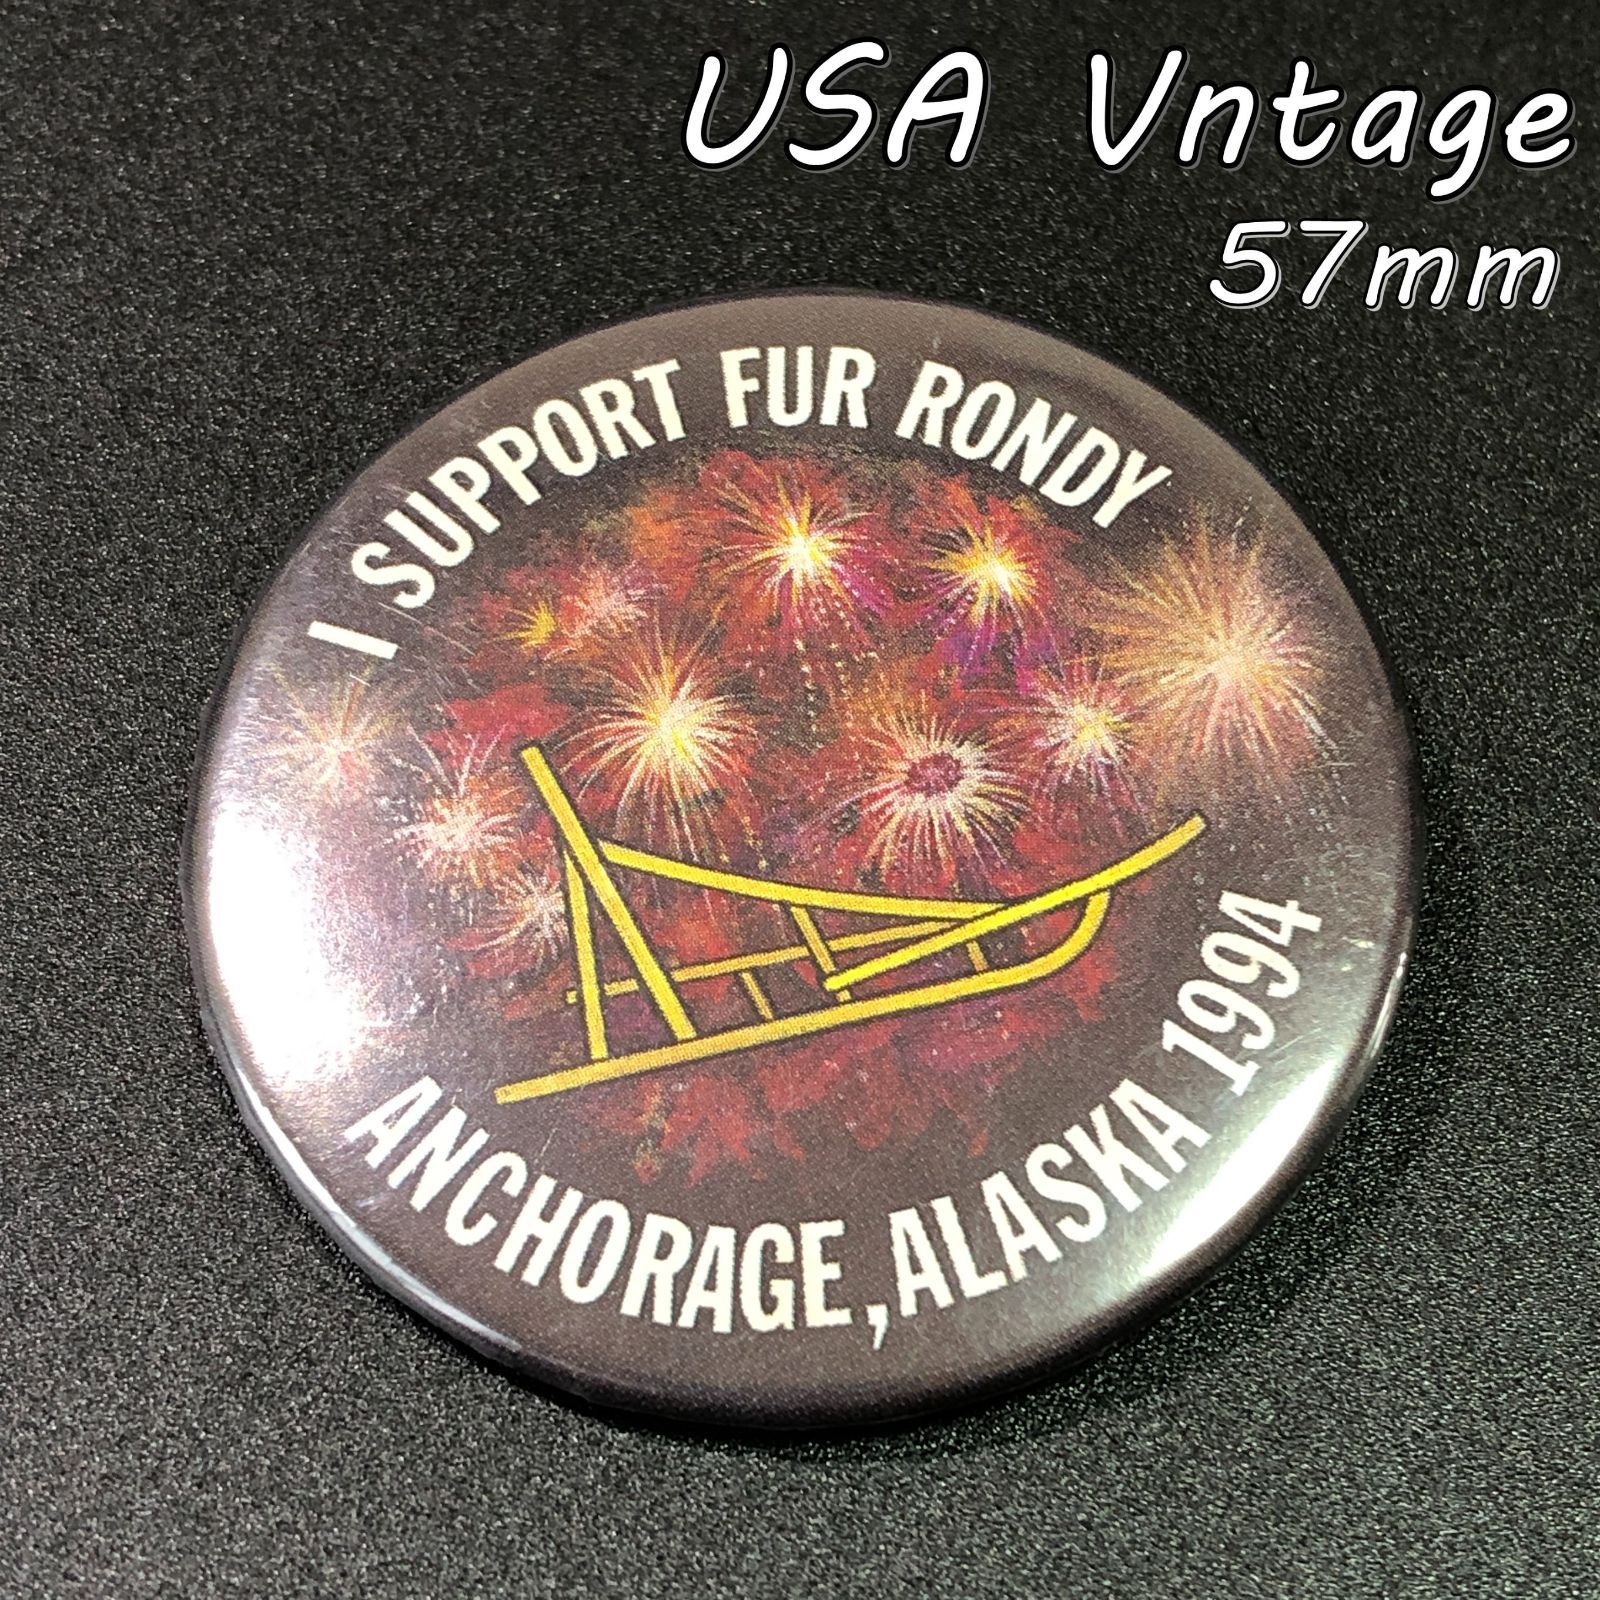 USA Vntage
57mm
I SUPPORT FUR RONDY
ANCHORAGE, ALASKA 1994